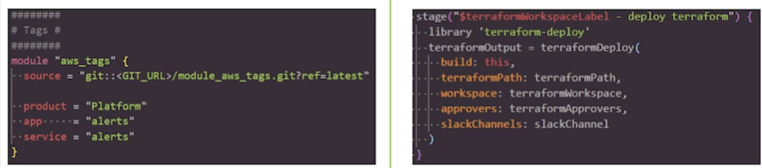 ########
# Tags #
########
module "aws_tags" {
  source = "git::<GIT_URL>/module_aws_tags.git?ref=latest"

  product = "Platform"
  app     = "alerts"
  service = "alerts"
}
stage("$terraformWorkspaceLabel - deploy terraform") {
  library 'terraform-deploy'
  terraformOutput = terraformDeploy(
    build: this,
    terraformPath: terraformPath,
    workspace: terraformWorkspace,
    approvers: terraformApprovers,
    slackChannels: slackChannel
  )
}